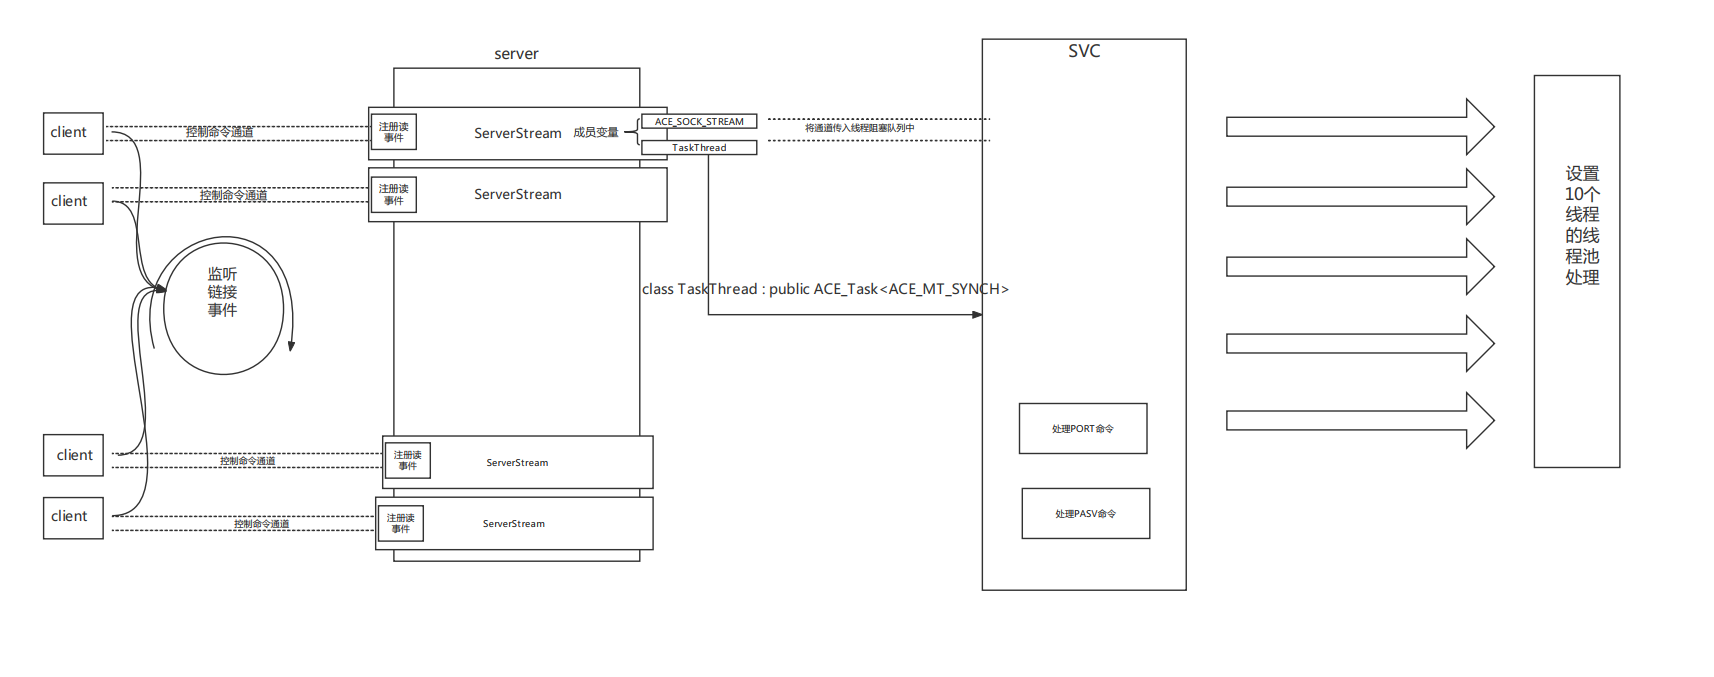 server
SVC
client
控制命令通道
注册读
事件
ServerStream
成员变量
ACE_SOCK_STREAM
TaskThread
将通道传入线程阻塞队列中
client
控制命令通道
注册读
事件
ServerStream
监听
链接
事件
class TaskThread : public ACE_Task<ACE_MT_SYNCH>
设置
10个
线程
的线
程池
处理
处理PORT命令
client
控制命令通道
注册读
事件
ServerStream
client
控制命令通道
注册读
事件
ServerStream
处理PASV命令